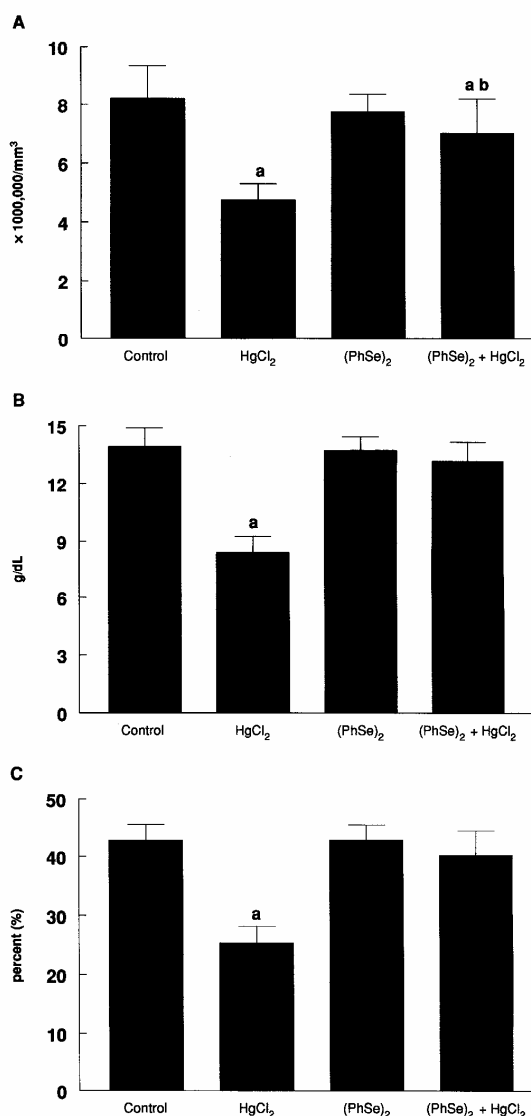 A
10
8
6
4
2
0
× 1000,000/mm³
a
a b
Control HgCl₂ (PhSe)₂ (PhSe)₂ + HgCl₂
B
15
12
9
6
3
0
g/dL
a
Control HgCl₂ (PhSe)₂ (PhSe)₂ + HgCl₂
C
50
40
30
20
10
0
percent (%)
a
Control HgCl₂ (PhSe)₂ (PhSe)₂ + HgCl₂